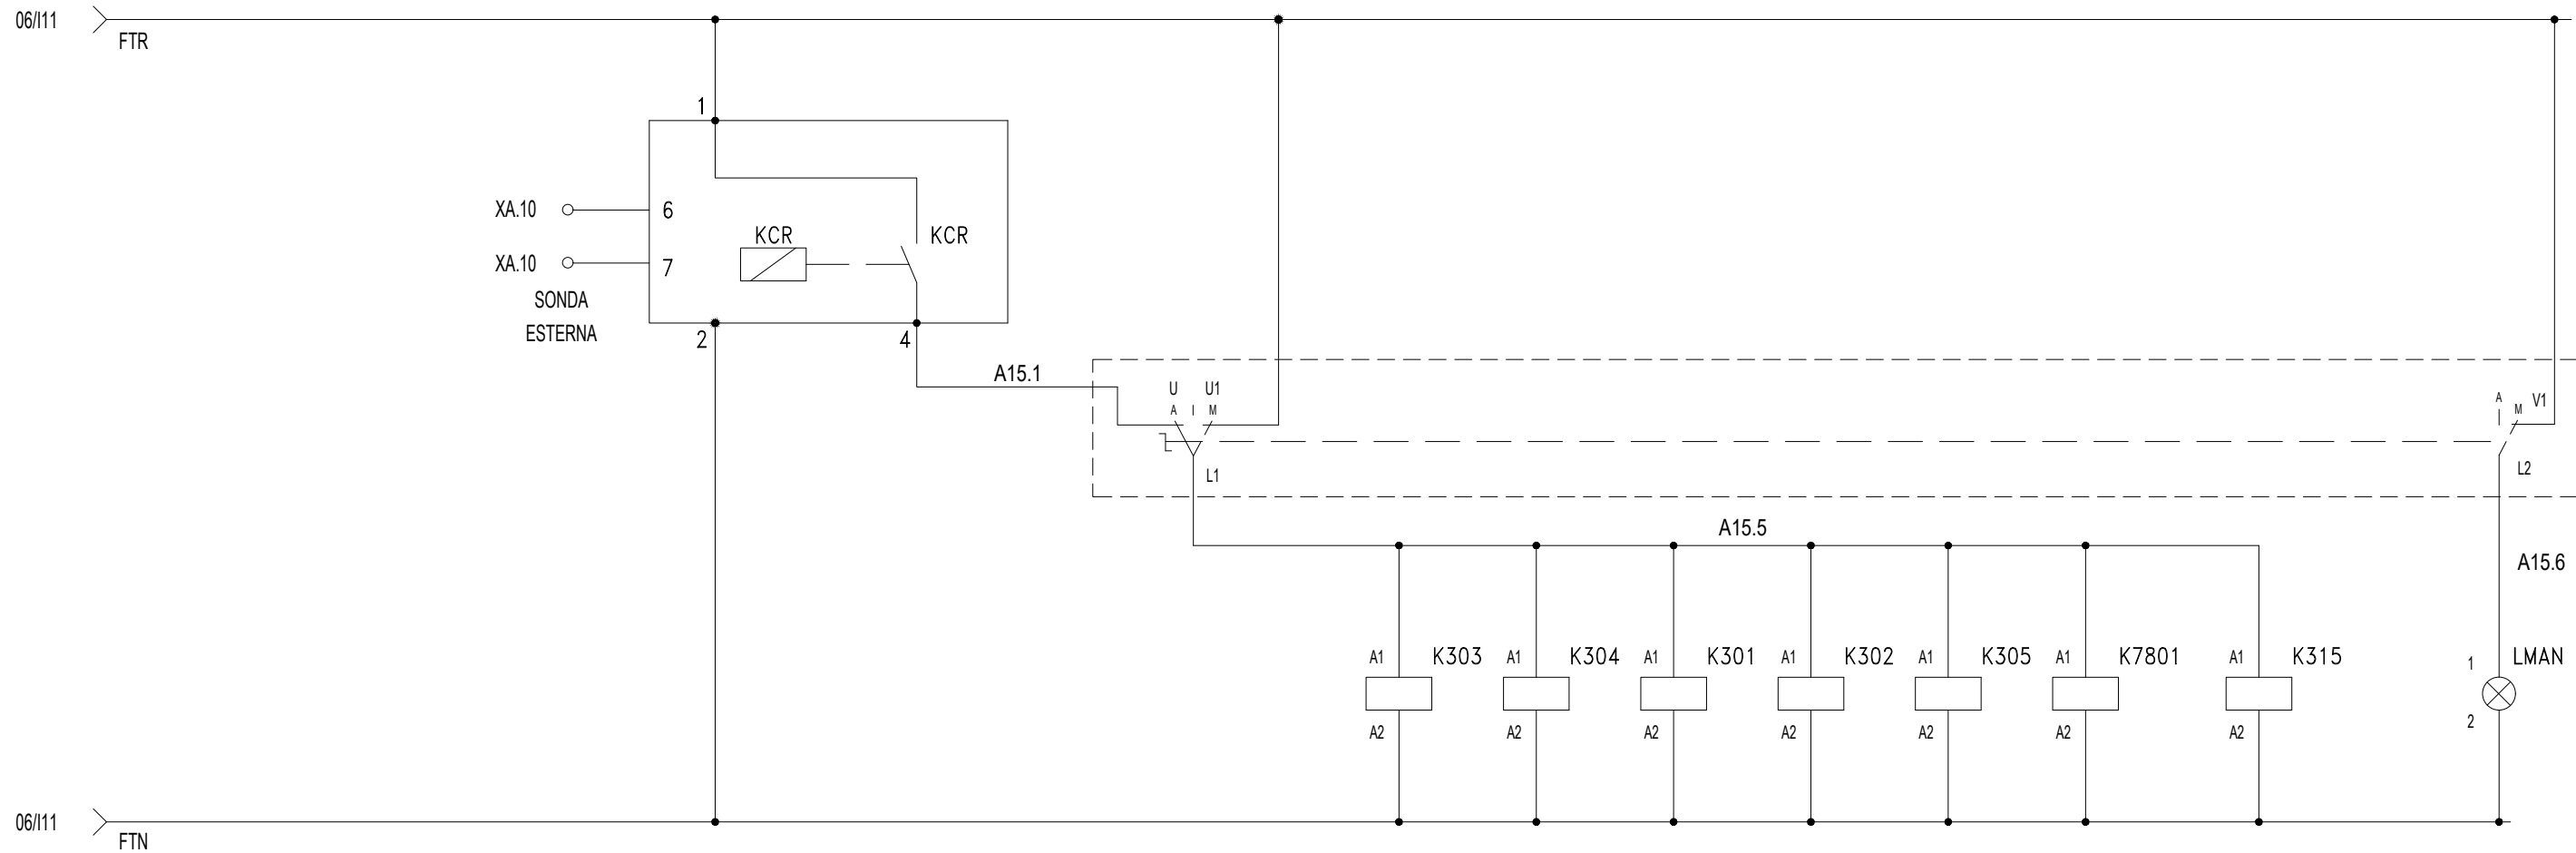 06/I11
FTR
1
XA.10
6
KCR
KCR
XA.10
7
SONDA
ESTERNA
2
4
A15.1
U
U1
A
I
M
A
M
V1
L1
L2
A15.5
A15.6
A1
K303
A1
K304
A1
K301
A1
K302
A1
K305
A1
K7801
A1
K315
1
LMAN
A2
A2
A2
A2
A2
A2
A2
2
06/I11
FTN